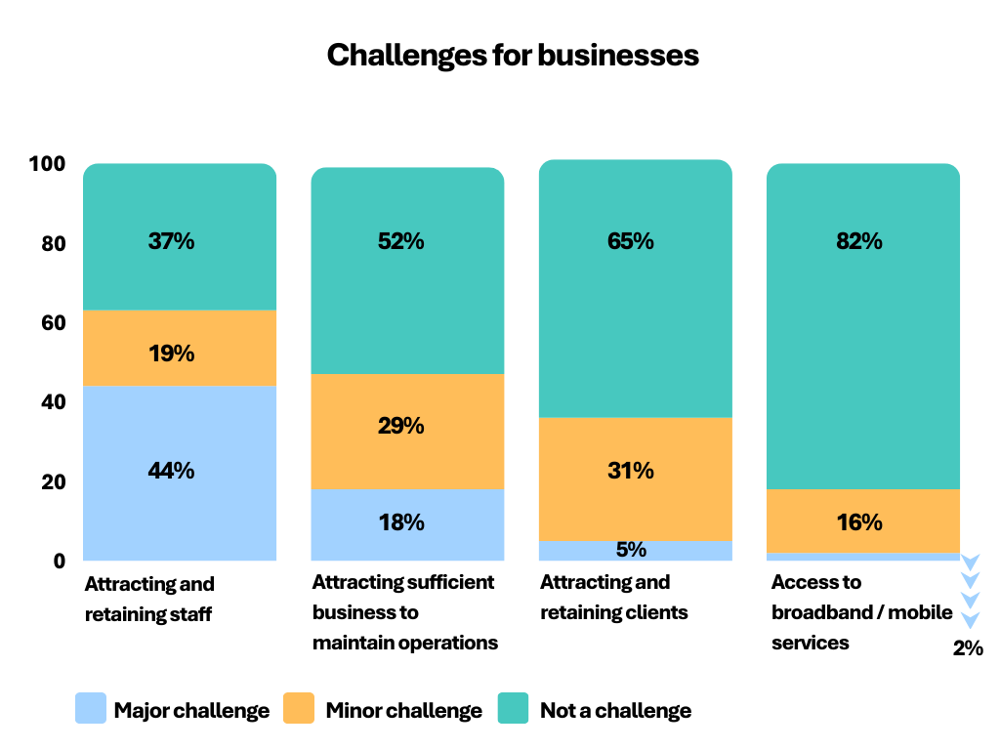 Challenges for businesses
100
80
60
40
20
0
37%
19%
44%
52%
29%
18%
65%
31%
5%
82%
16%
2%
Attracting and
retaining staff
Attracting sufficient
business to
maintain operations
Attracting and
retaining clients
Access to
broadband / mobile
services
Major challenge
Minor challenge
Not a challenge